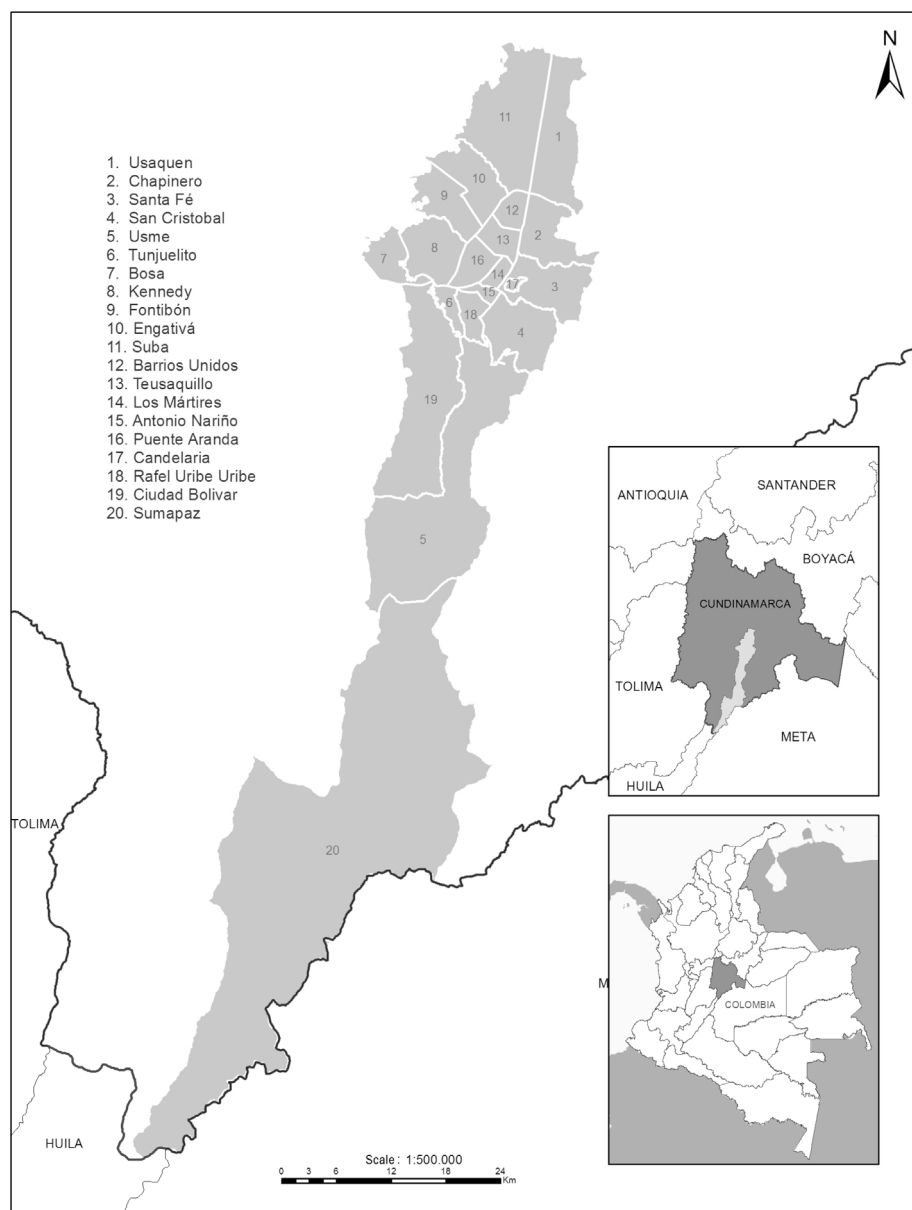 N
1. Usaquen
2. Chapinero
3. Santa Fé
4. San Cristobal
5. Usme
6. Tunjuelito
7. Bosa
8. Kennedy
9. Fontibón
10. Engativá
11. Suba
12. Barrios Unidos
13. Teusaquillo
14. Los Mártires
15. Antonio Nariño
16. Puente Aranda
17. Candelaria
18. Rafel Uribe Uribe
19. Ciudad Bolivar
20. Sumapaz
11
1
10
9
12
2
13
8
7
16
14
17
3
15
6
18
4
19
5
20
TOLIMA
HUILA
M
Scale : 1:500.000
0 3 6 12 18 24
Km
ANTIOQUIA
SANTANDER
BOYACÁ
CUNDINAMARCA
TOLIMA
META
HUILA
COLOMBIA